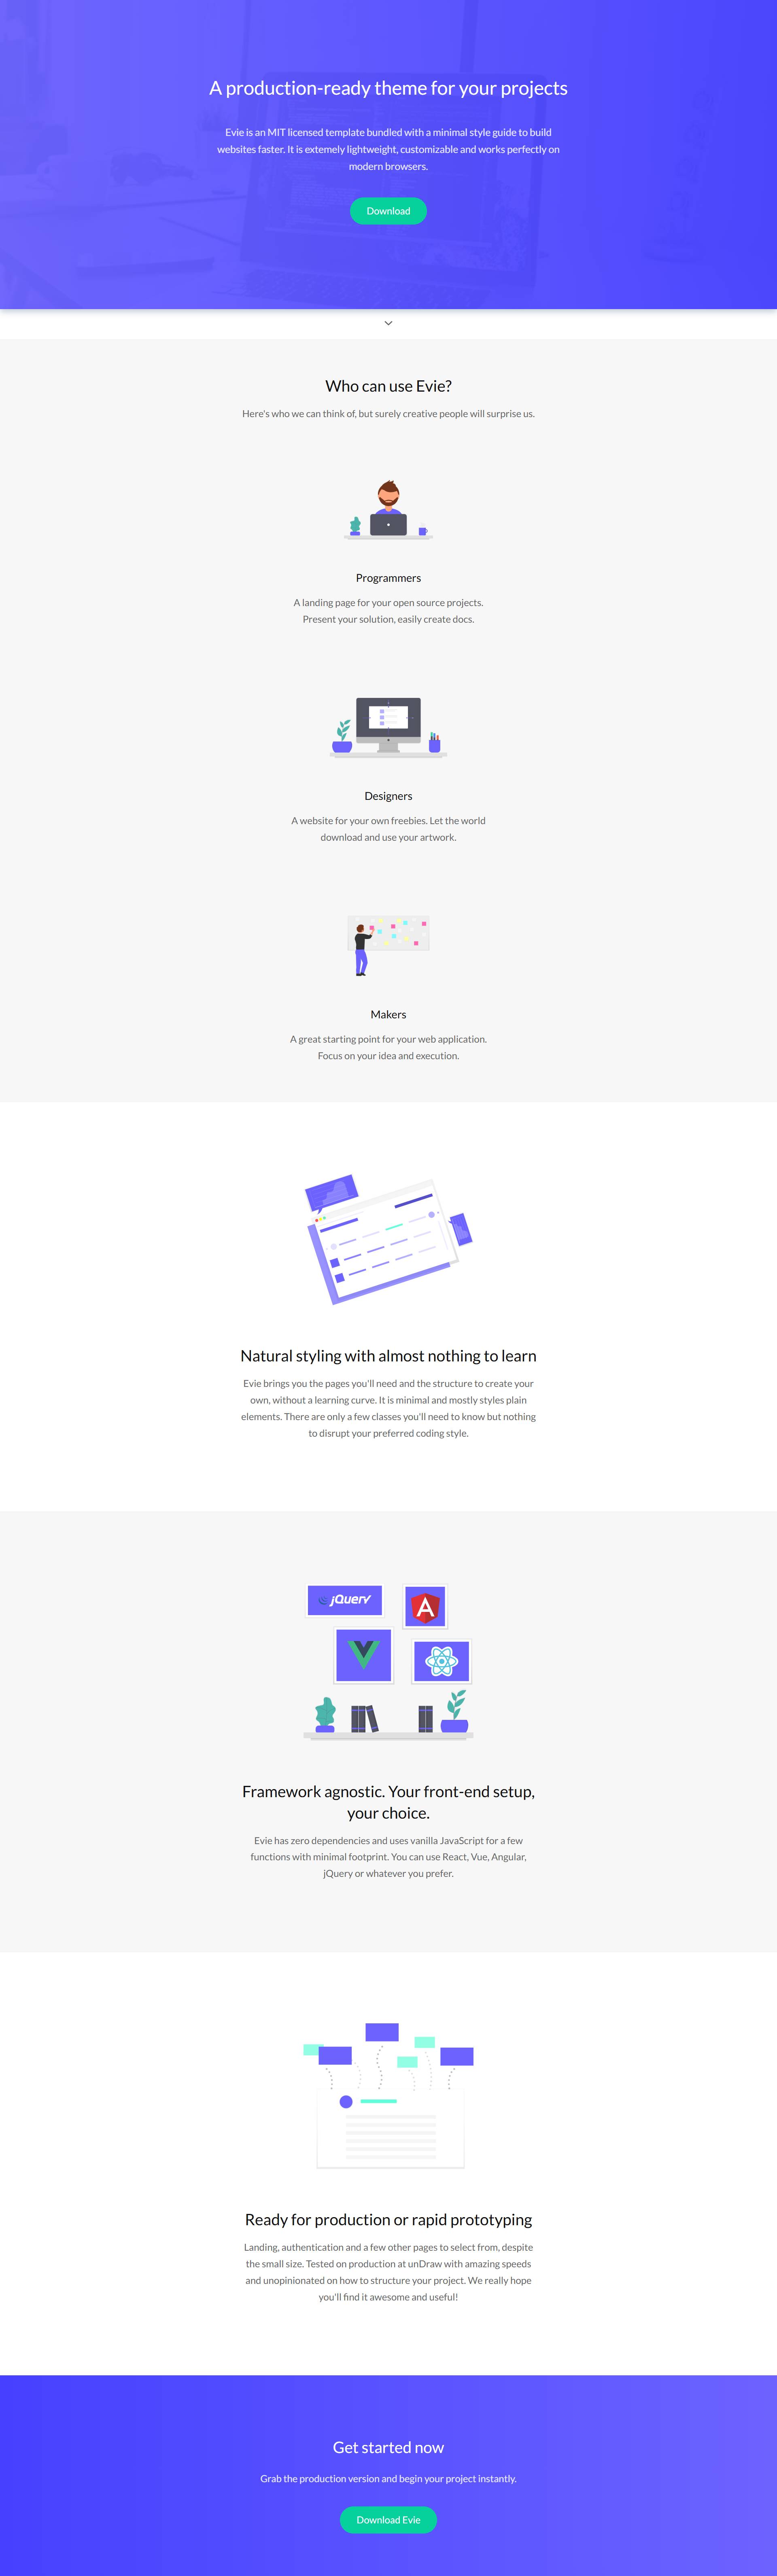 A production-ready theme for your projects
Evie is an MIT licensed template bundled with a minimal style guide to build
websites faster. It is extemely lightweight, customizable and works perfectly on
modern browsers.
Download
Who can use Evie?
Here's who we can think of, but surely creative people will surprise us.
Programmers
A landing page for your open source projects.
Present your solution, easily create docs.
Designers
A website for your own freebies. Let the world
download and use your artwork.
Makers
A great starting point for your web application.
Focus on your idea and execution.
Natural styling with almost nothing to learn
Evie brings you the pages you'll need and the structure to create your
own, without a learning curve. It is minimal and mostly styles plain
elements. There are only a few classes you'll need to know but nothing
to disrupt your preferred coding style.
jQuery
A
Framework agnostic. Your front-end setup,
your choice.
Evie has zero dependencies and uses vanilla JavaScript for a few
functions with minimal footprint. You can use React, Vue, Angular,
jQuery or whatever you prefer.
Ready for production or rapid prototyping
Landing, authentication and a few other pages to select from, despite
the small size. Tested on production at unDraw with amazing speeds
and unopinionated on how to structure your project. We really hope
you'll find it awesome and useful!
Get started now
Grab the production version and begin your project instantly.
Download Evie